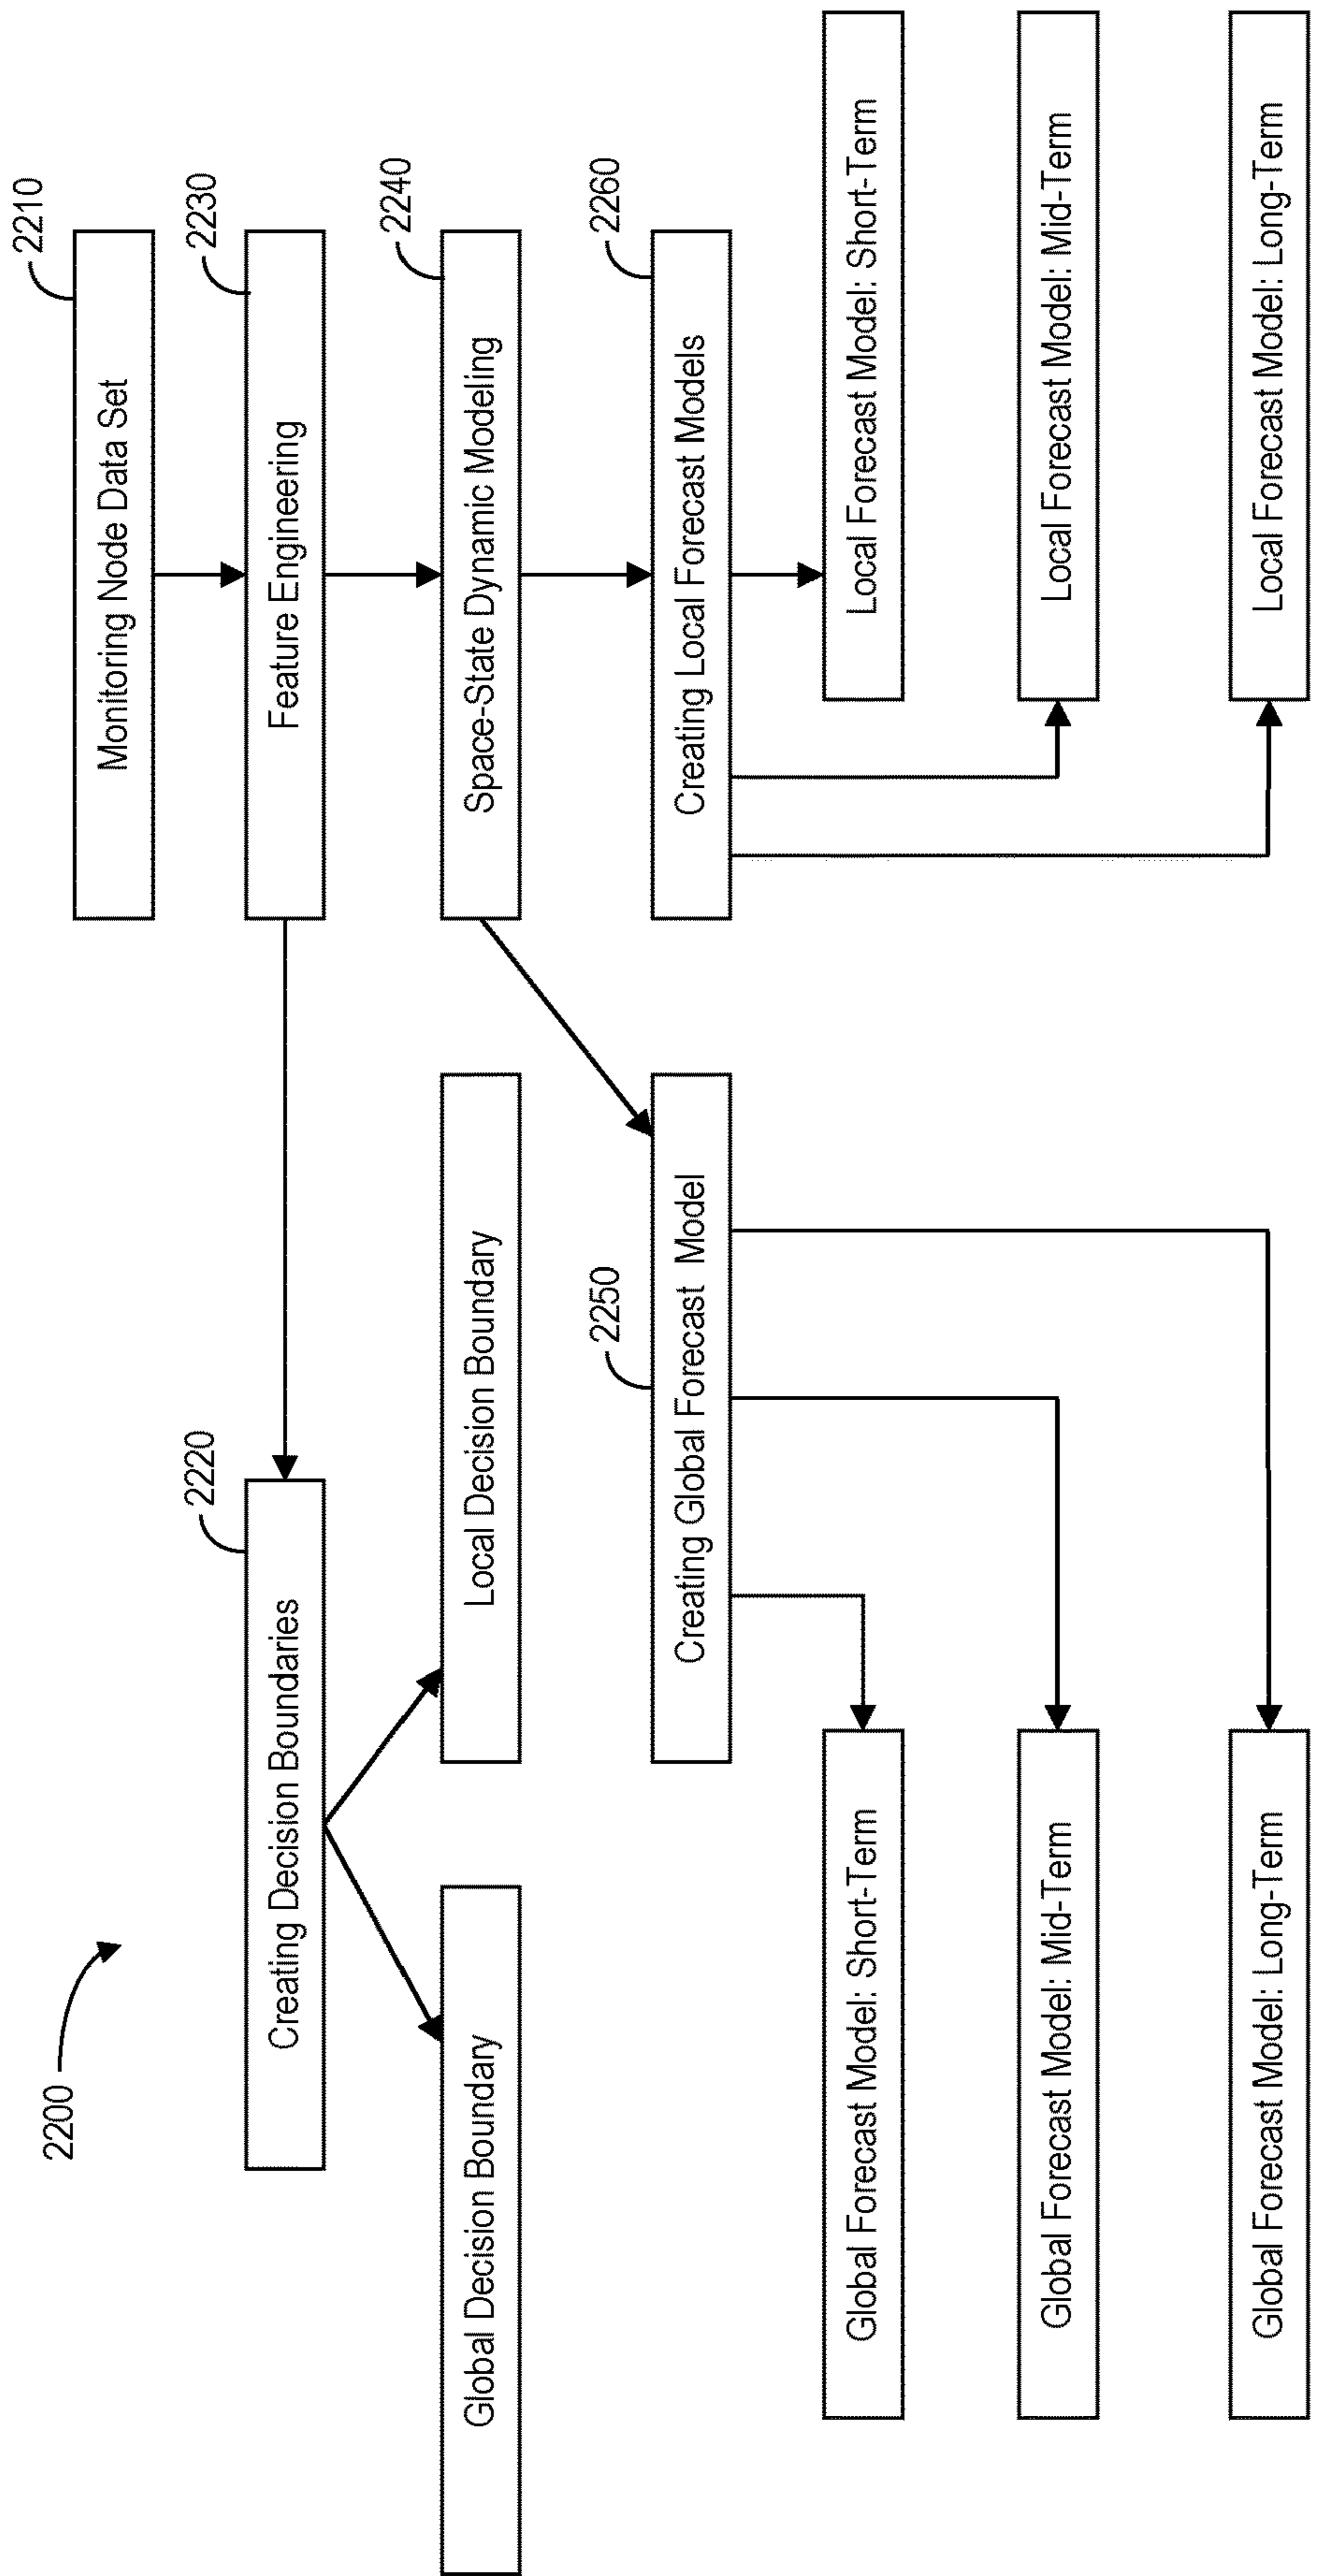 2200
2210
Monitoring Node Data Set
2220
Creating Decision Boundaries
2230
Feature Engineering
Global Decision Boundary
Local Decision Boundary
2240
Space-State Dynamic Modeling
2250
Creating Global Forecast Model
2260
Creating Local Forecast Models
Global Forecast Model: Short-Term
Local Forecast Model: Short-Term
Global Forecast Model: Mid-Term
Local Forecast Model: Mid-Term
Global Forecast Model: Long-Term
Local Forecast Model: Long-Term